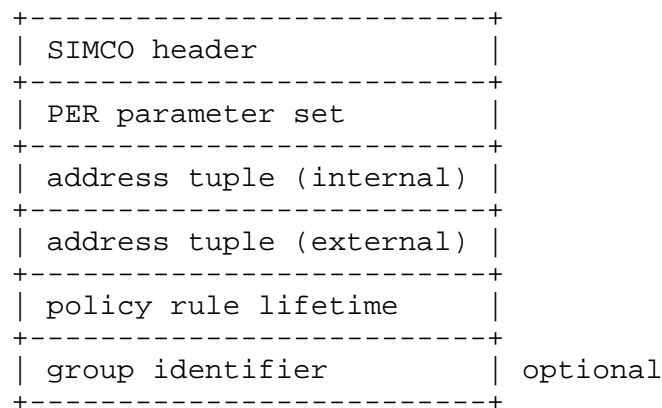 +--------------------------+
| SIMCO header             |
+--------------------------+
| PER parameter set        |
+--------------------------+
| address tuple (internal) |
+--------------------------+
| address tuple (external) |
+--------------------------+
| policy rule lifetime     |
+--------------------------+
| group identifier         | optional
+--------------------------+